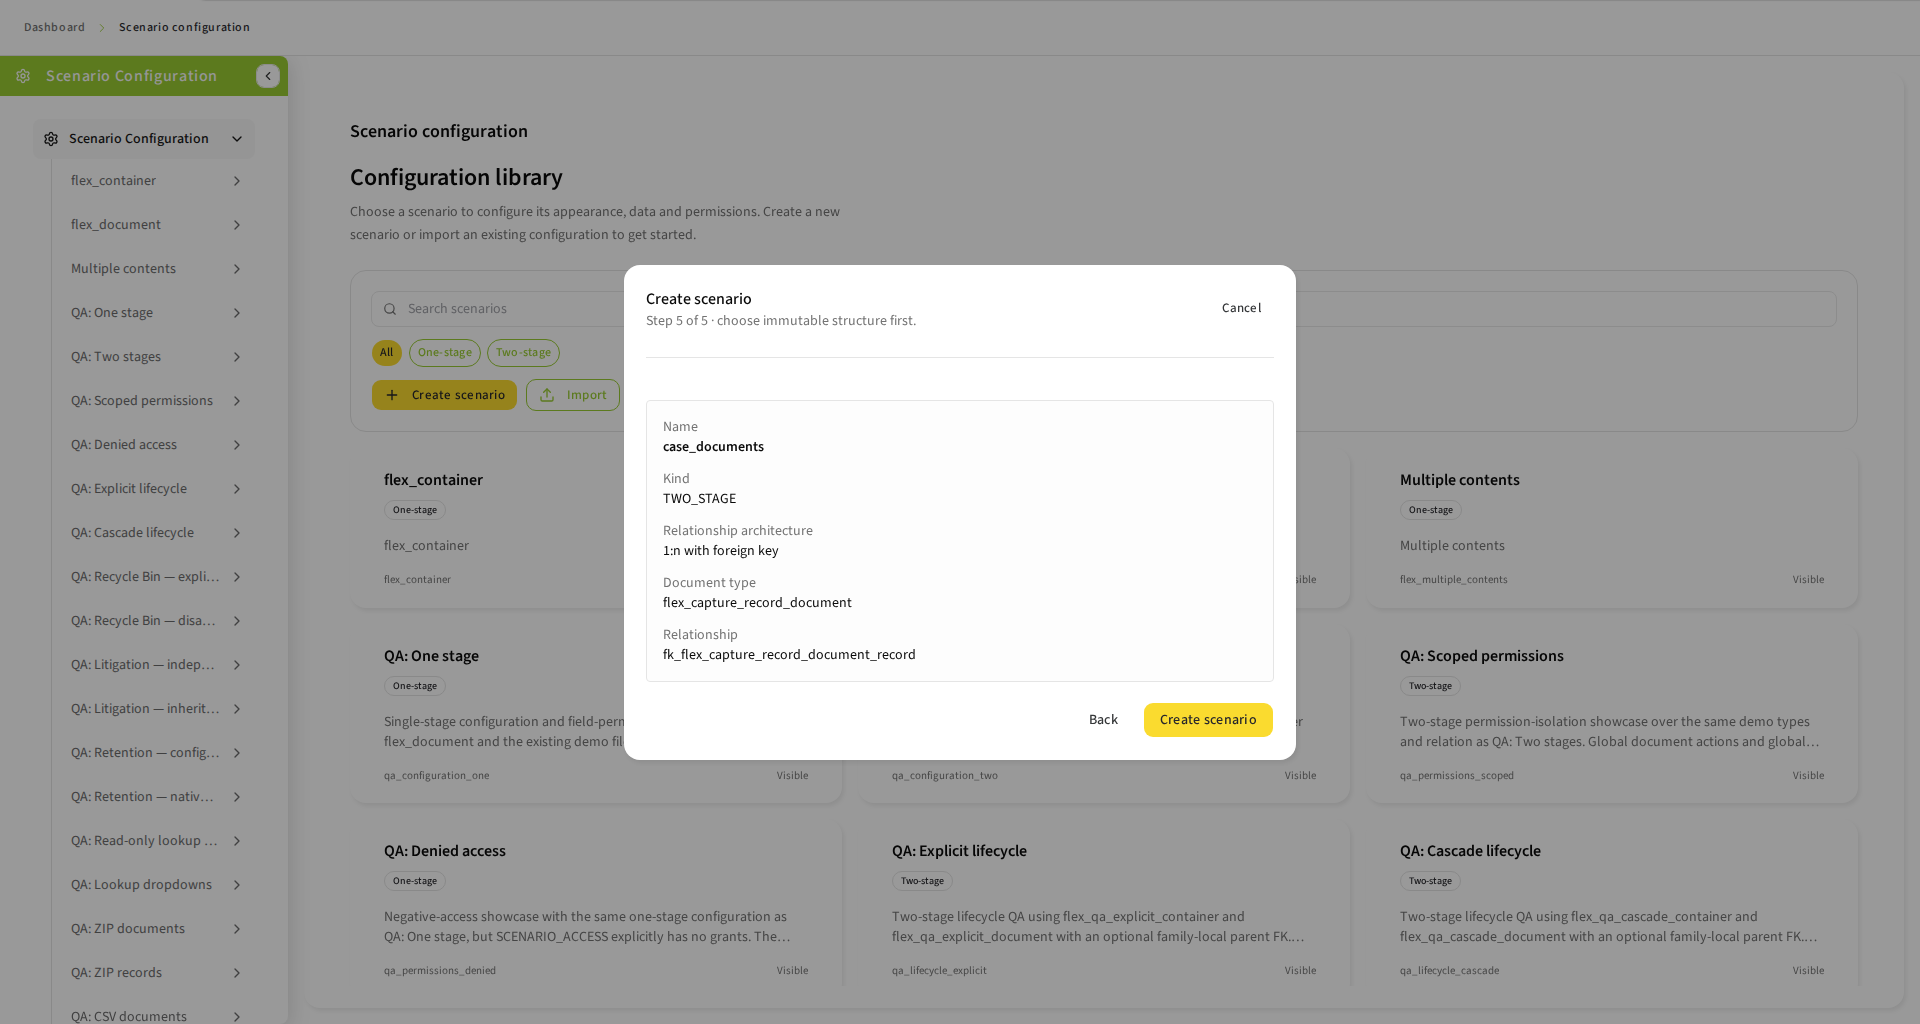 Dashboard
Scenario configuration
Scenario Configuration
Scenario Configuration
flex_container
flex_document
Multiple contents
QA: One stage
QA: Two stages
QA: Scoped permissions
QA: Denied access
QA: Explicit lifecycle
QA: Cascade lifecycle
QA: Recycle Bin — expli…
QA: Recycle Bin — disa…
QA: Litigation — indep…
QA: Litigation — inherit…
QA: Retention — config…
QA: Retention — nativ…
QA: Read-only lookup …
QA: Lookup dropdowns
QA: ZIP documents
QA: ZIP records
QA: CSV documents
Scenario configuration
Configuration library
Choose a scenario to configure its appearance, data and permissions. Create a new
scenario or import an existing configuration to get started.
Search scenarios
All
One-stage
Two-stage
Create scenario
Import
flex_container
One-stage
flex_container
flex_container
Multiple contents
One-stage
Multiple contents
flex_multiple_contents
Visible
QA: One stage
One-stage
Single-stage configuration and field-perm
flex_document and the existing demo fil
qa_configuration_one
Visible
qa_configuration_two
Visible
QA: Scoped permissions
Two-stage
Two-stage permission-isolation showcase over the same demo types
and relation as QA: Two stages. Global document actions and global…
qa_permissions_scoped
Visible
QA: Denied access
One-stage
Negative-access showcase with the same one-stage configuration as
QA: One stage, but SCENARIO_ACCESS explicitly has no grants. The…
qa_permissions_denied
Visible
QA: Explicit lifecycle
Two-stage
Two-stage lifecycle QA using flex_qa_explicit_container and
flex_qa_explicit_document with an optional family-local parent FK.…
qa_lifecycle_explicit
Visible
QA: Cascade lifecycle
Two-stage
Two-stage lifecycle QA using flex_qa_cascade_container and
flex_qa_cascade_document with an optional family-local parent FK.…
qa_lifecycle_cascade
Visible
Create scenario
Step 5 of 5 · choose immutable structure first.
Cancel
Name
case_documents
Kind
TWO_STAGE
Relationship architecture
1:n with foreign key
Document type
flex_capture_record_document
Relationship
fk_flex_capture_record_document_record
Back
Create scenario